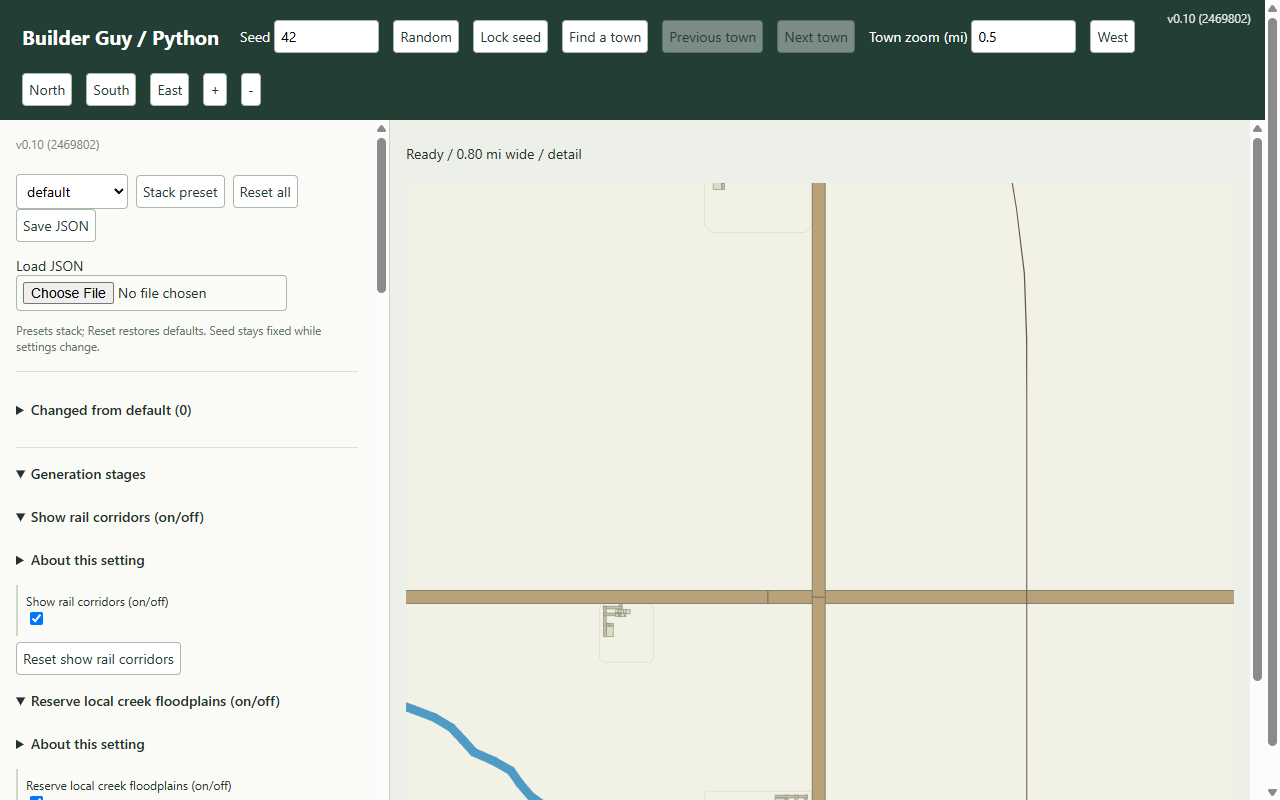 Builder Guy / Python Seed 42 Random Lock seed Find a town Previous town Next town Town zoom (mi) 0.5 West v0.10 (2469802)
North South East + -
v0.10 (2469802)
default Stack preset Reset all
Save JSON
Load JSON
Choose File No file chosen
Presets stack; Reset restores defaults. Seed stays fixed while
settings change.
Changed from default (0)
Generation stages
Show rail corridors (on/off)
About this setting
Show rail corridors (on/off)
Reset show rail corridors
Reserve local creek floodplains (on/off)
About this setting
Reserve local creek floodplains (on/off)
Ready / 0.80 mi wide / detail